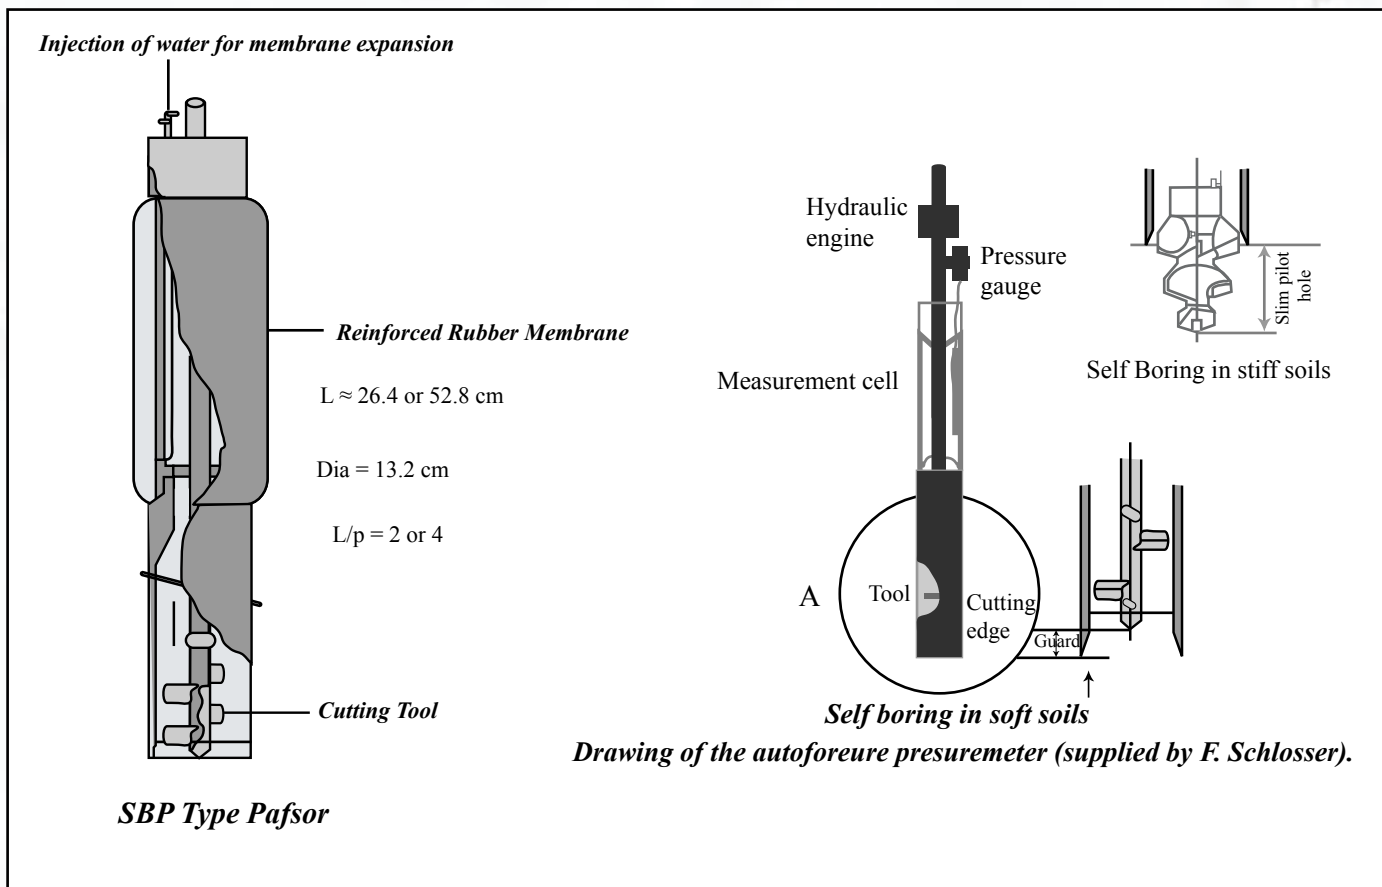 Injection of water for membrane expansion
Reinforced Rubber Membrane
L ≈ 26.4 or 52.8 cm
Dia = 13.2 cm
L/p = 2 or 4
Cutting Tool
SBP Type Pafsor
Hydraulic
engine
Pressure
gauge
Measurement cell
Slim pilot
hole
Self Boring in stiff soils
A
Tool
Cutting
edge
Guard
Self boring in soft soils
Drawing of the autoforeure presuremeter (supplied by F. Schlosser).